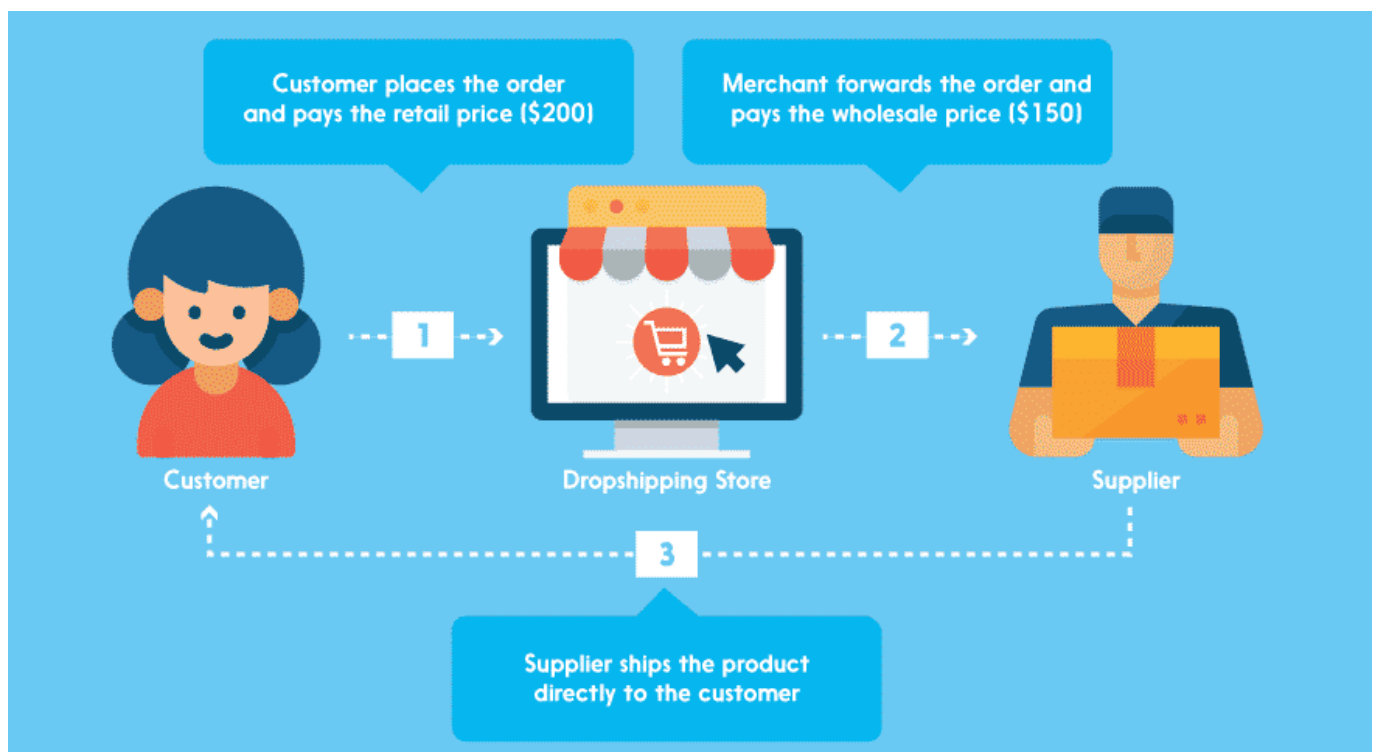 Customer places the order
and pays the retail price ($200)
Merchant forwards the order and
pays the wholesale price ($150)
1
2
Customer
Dropshipping Store
Supplier
3
Supplier ships the product
directly to the customer